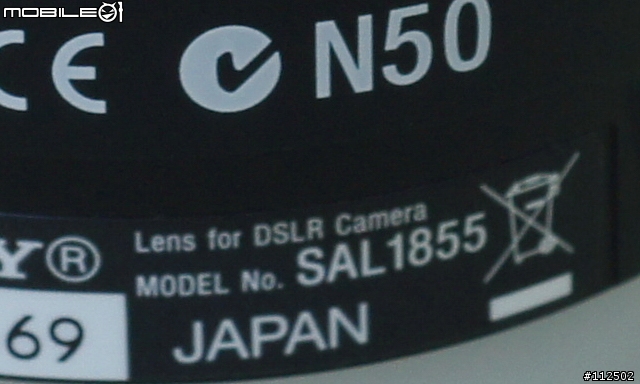 MOBILE01
CE N50
Lens for DSLR Camera
Y® MODEL No. SAL1855
69 JAPAN
#112502